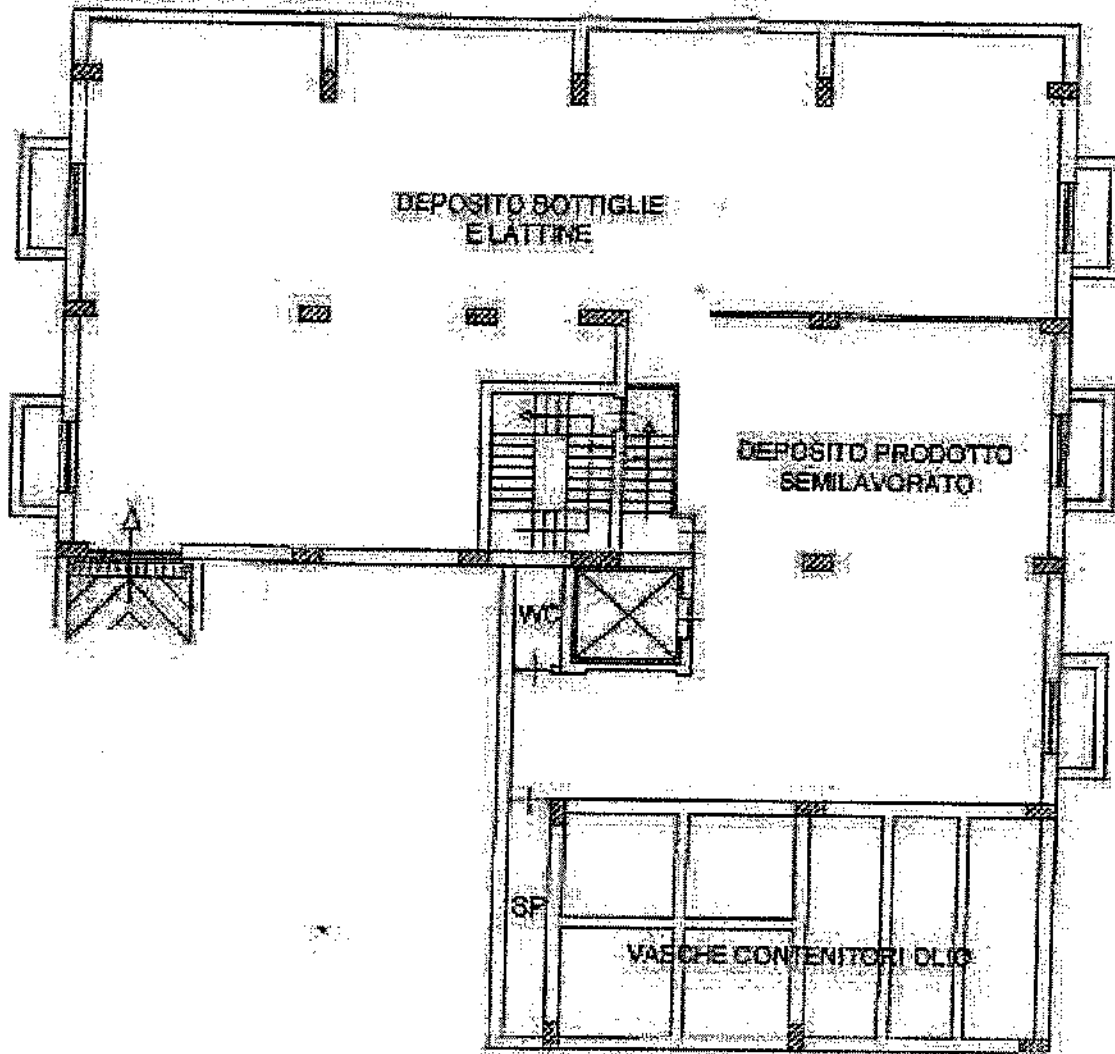 DEPOSITO BOTTIGLIE
E LATTINE
DEPOSITO PRODOTTO
SEMILAVORATO
WC
SP
VASCHE CONTENITORI OLIO